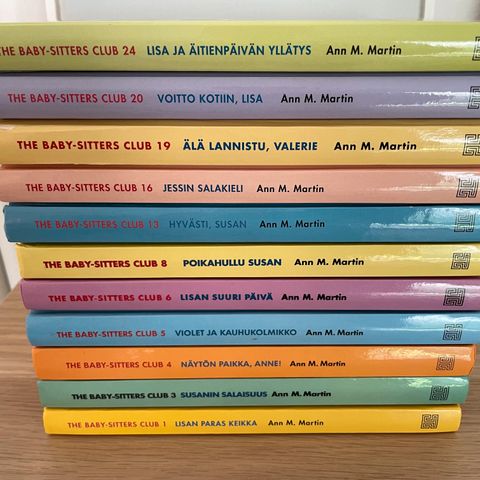 THE BABY-SITTERS CLUB 24 LISA JA ÄITIENPÄIVÄN YLLÄTYS Ann M. Martin
THE BABY-SITTERS CLUB 20 VOITTO KOTIIN, LISA Ann M. Martin
THE BABY-SITTERS CLUB 19 ÄLÄ LANNISTU, VALERIE Ann M. Martin
THE BABY-SITTERS CLUB 16 JESSIN SALAKIELI Ann M. Martin
THE BABY-SITTERS CLUB 13 HYVÄSTI, SUSAN Ann M. Martin
THE BABY-SITTERS CLUB 8 POIKAHULLU SUSAN Ann M. Martin
THE BABY-SITTERS CLUB 6 LISAN SUURI PÄIVÄ Ann M. Martin
THE BABY-SITTERS CLUB 5 VIOLET JA KAUHUKOLMIKKO Ann M. Martin
THE BABY-SITTERS CLUB 4 NÄYTÖN PAIKKA, ANNE! Ann M. Martin
THE BABY-SITTERS CLUB 3 SUSANIN SALAISUUS Ann M. Martin
THE BABY-SITTERS CLUB 1 LISAN PARAS KEIKKA Ann M. Martin